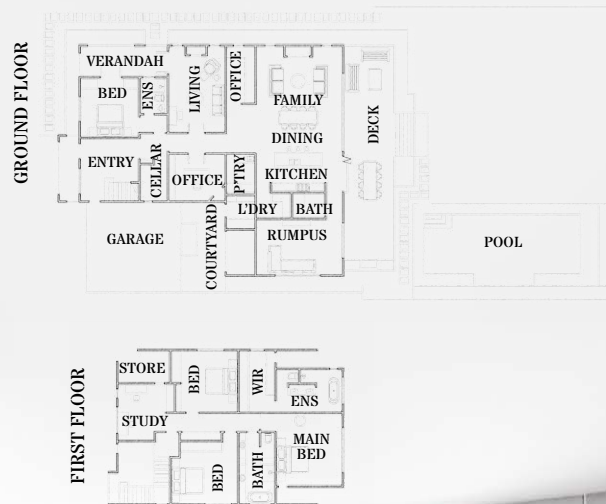 GROUND FLOOR
VERANDAH
BED
ENS
LIVING
OFFICE
FAMILY
DINING
KITCHEN
DECK
ENTRY
CELLAR
OFFICE
P'TRY
L'DRY
BATH
GARAGE
COURTYARD
RUMPUS
POOL
FIRST FLOOR
STORE
BED
WIR
ENS
STUDY
MAIN
BED
BED
BATH